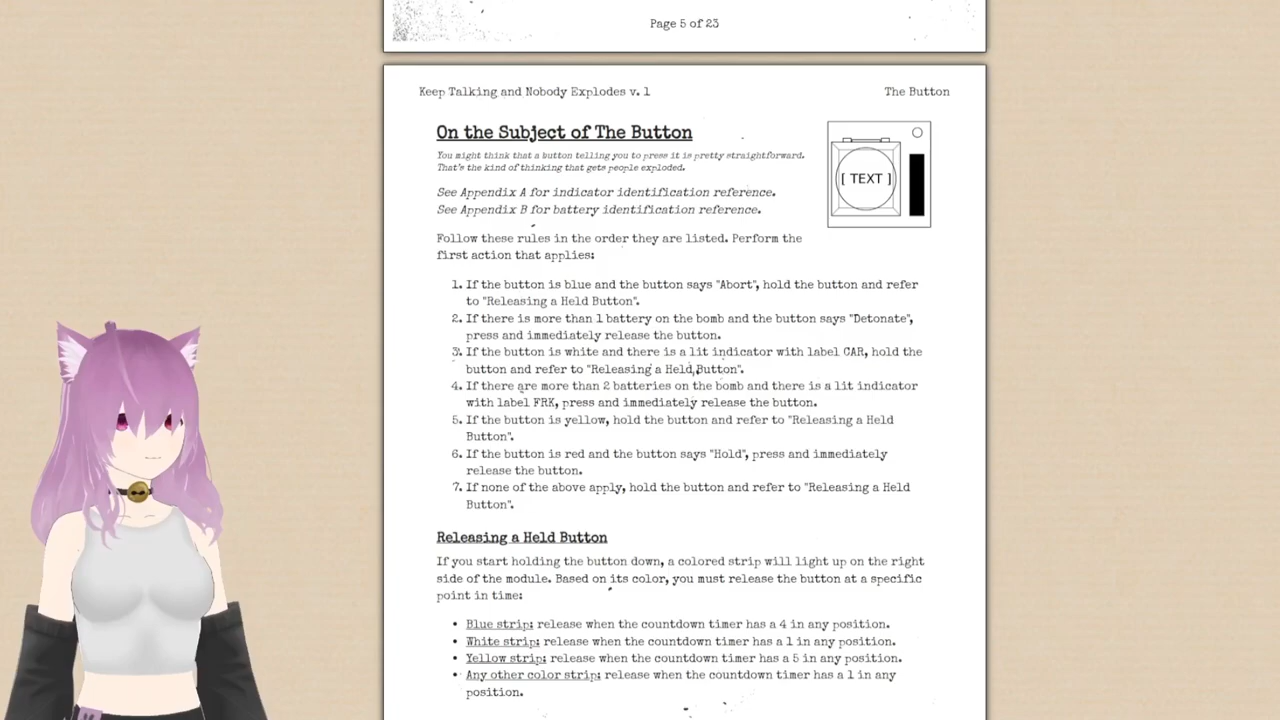 Page 5 of 23
Keep Talking and Nobody Explodes v. 1
The Button
On the Subject of The Button
You might think that a button telling you to press it is pretty straightforward.
That's the kind of thinking that gets people exploded.
See Appendix A for indicator identification reference.
See Appendix B for battery identification reference.
[ TEXT ]
Follow these rules in the order they are listed. Perform the
first action that applies:
1. If the button is blue and the button says "Abort", hold the button and refer
to "Releasing a Held Button".
2. If there is more than 1 battery on the bomb and the button says "Detonate",
press and immediately release the button.
3. If the button is white and there is a lit indicator with label CAR, hold the
button and refer to "Releasing a Held Button".
4. If there are more than 2 batteries on the bomb and there is a lit indicator
with label FRK, press and immediately release the button.
5. If the button is yellow, hold the button and refer to "Releasing a Held
Button".
6. If the button is red and the button says "Hold", press and immediately
release the button.
7. If none of the above apply, hold the button and refer to "Releasing a Held
Button".
Releasing a Held Button
If you start holding the button down, a colored strip will light up on the right
side of the module. Based on its color, you must release the button at a specific
point in time:
• Blue strip: release when the countdown timer has a 4 in any position.
• White strip: release when the countdown timer has a 1 in any position.
• Yellow strip: release when the countdown timer has a 5 in any position.
• Any other color strip: release when the countdown timer has a 1 in any
position.